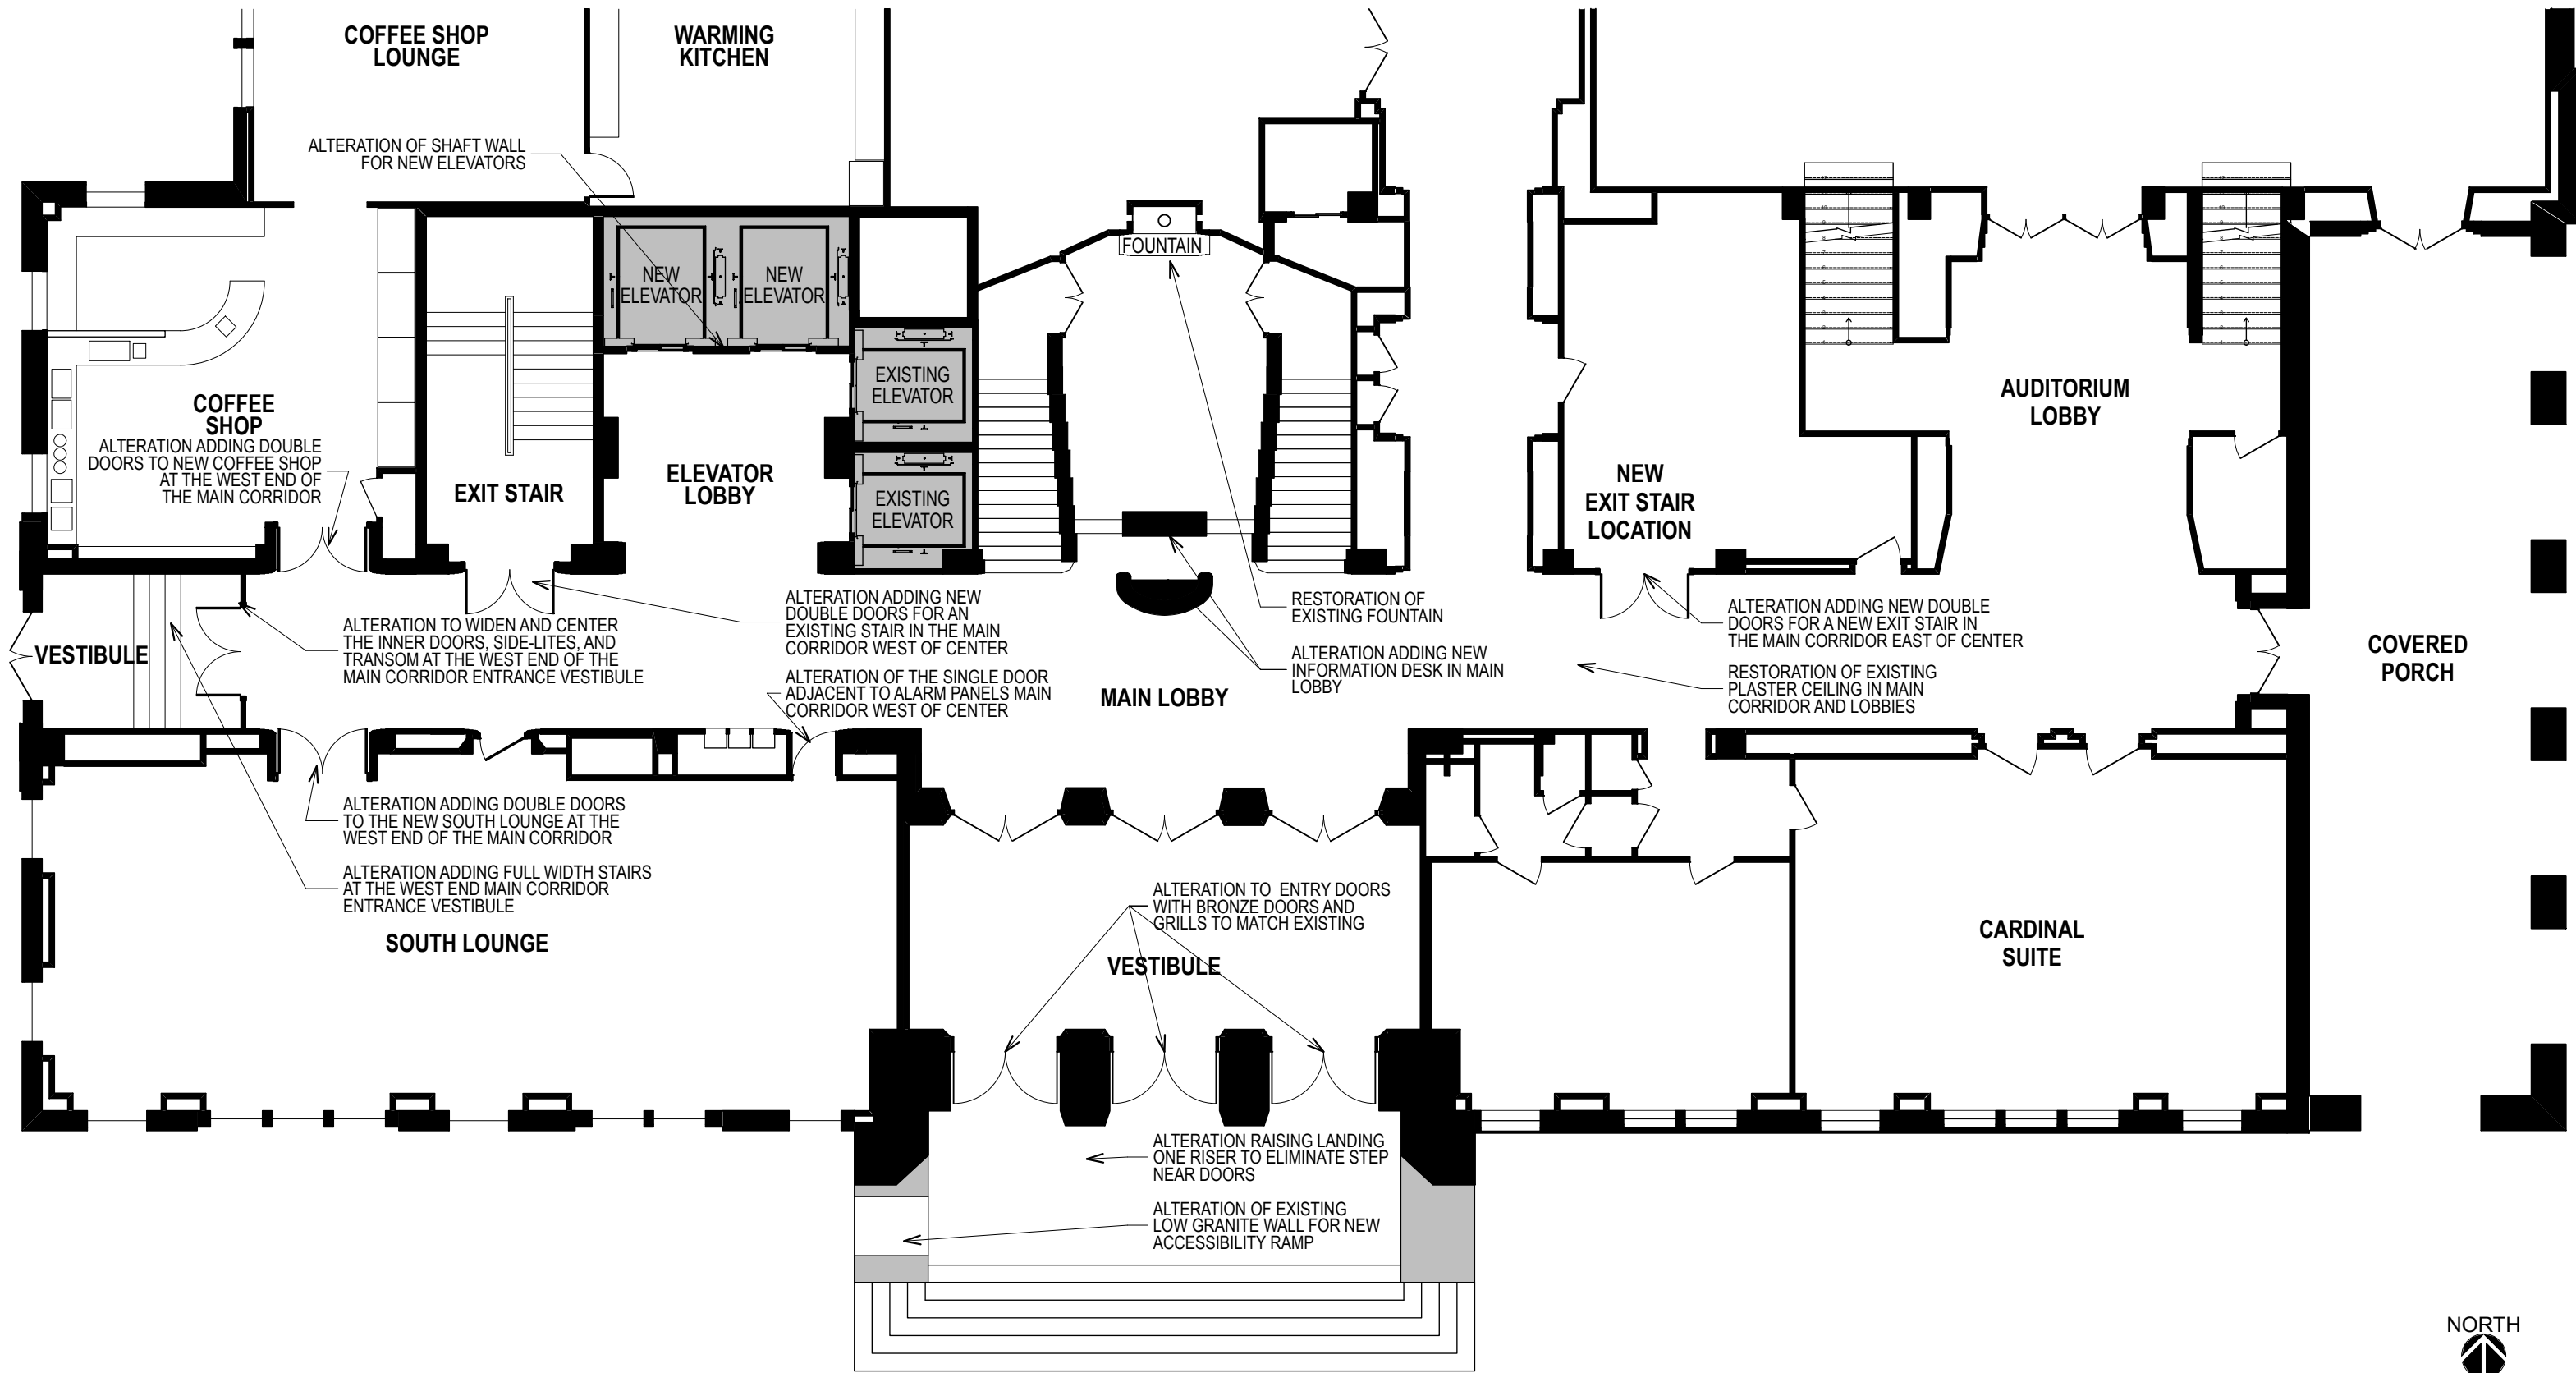 COFFEE SHOP
LOUNGE
WARMING
KITCHEN
ALTERATION OF SHAFT WALL
FOR NEW ELEVATORS
FOUNTAIN
NEW
ELEVATOR
NEW
ELEVATOR
EXISTING
ELEVATOR
EXISTING
ELEVATOR
COFFEE
SHOP
ALTERATION ADDING DOUBLE
DOORS TO NEW COFFEE SHOP
AT THE WEST END OF
THE MAIN CORRIDOR
EXIT STAIR
ELEVATOR
LOBBY
NEW
EXIT STAIR
LOCATION
AUDITORIUM
LOBBY
VESTIBULE
ALTERATION TO WIDEN AND CENTER
THE INNER DOORS, SIDE-LITES, AND
TRANSOM AT THE WEST END OF THE
MAIN CORRIDOR ENTRANCE VESTIBULE
ALTERATION ADDING NEW
DOUBLE DOORS FOR AN
EXISTING STAIR IN THE MAIN
CORRIDOR WEST OF CENTER
ALTERATION OF THE SINGLE DOOR
ADJACENT TO ALARM PANELS MAIN
CORRIDOR WEST OF CENTER
RESTORATION OF
EXISTING FOUNTAIN
ALTERATION ADDING NEW
INFORMATION DESK IN MAIN
LOBBY
MAIN LOBBY
ALTERATION ADDING NEW DOUBLE
DOORS FOR A NEW EXIT STAIR IN
THE MAIN CORRIDOR EAST OF CENTER
RESTORATION OF EXISTING
PLASTER CEILING IN MAIN
CORRIDOR AND LOBBIES
COVERED
PORCH
ALTERATION ADDING DOUBLE DOORS
TO THE NEW SOUTH LOUNGE AT THE
WEST END OF THE MAIN CORRIDOR
ALTERATION ADDING FULL WIDTH STAIRS
AT THE WEST END MAIN CORRIDOR
ENTRANCE VESTIBULE
SOUTH LOUNGE
ALTERATION TO ENTRY DOORS
WITH BRONZE DOORS AND
GRILLS TO MATCH EXISTING
VESTIBULE
CARDINAL
SUITE
ALTERATION RAISING LANDING
ONE RISER TO ELIMINATE STEP
NEAR DOORS
ALTERATION OF EXISTING
LOW GRANITE WALL FOR NEW
ACCESSIBILITY RAMP
NORTH